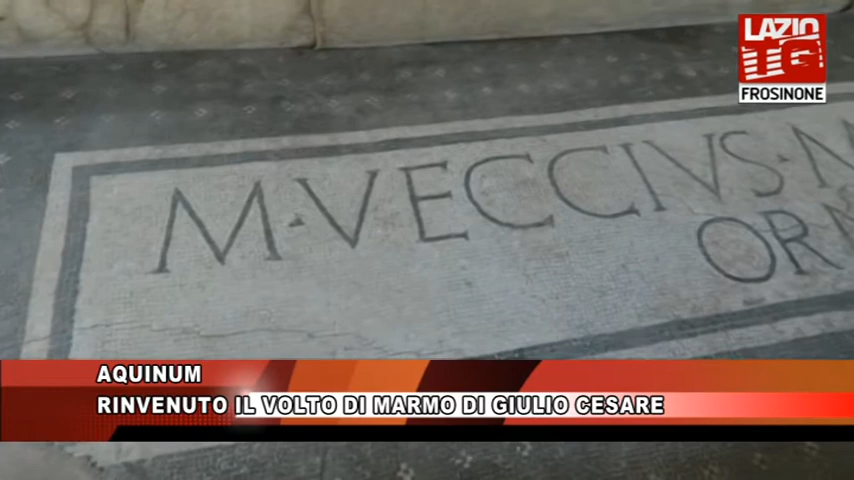 LAZIO
TG
FROSINONE
M·VECCIVS·M
OR
AQUINUM
RINVENUTO IL VOLTO DI MARMO DI GIULIO CESARE